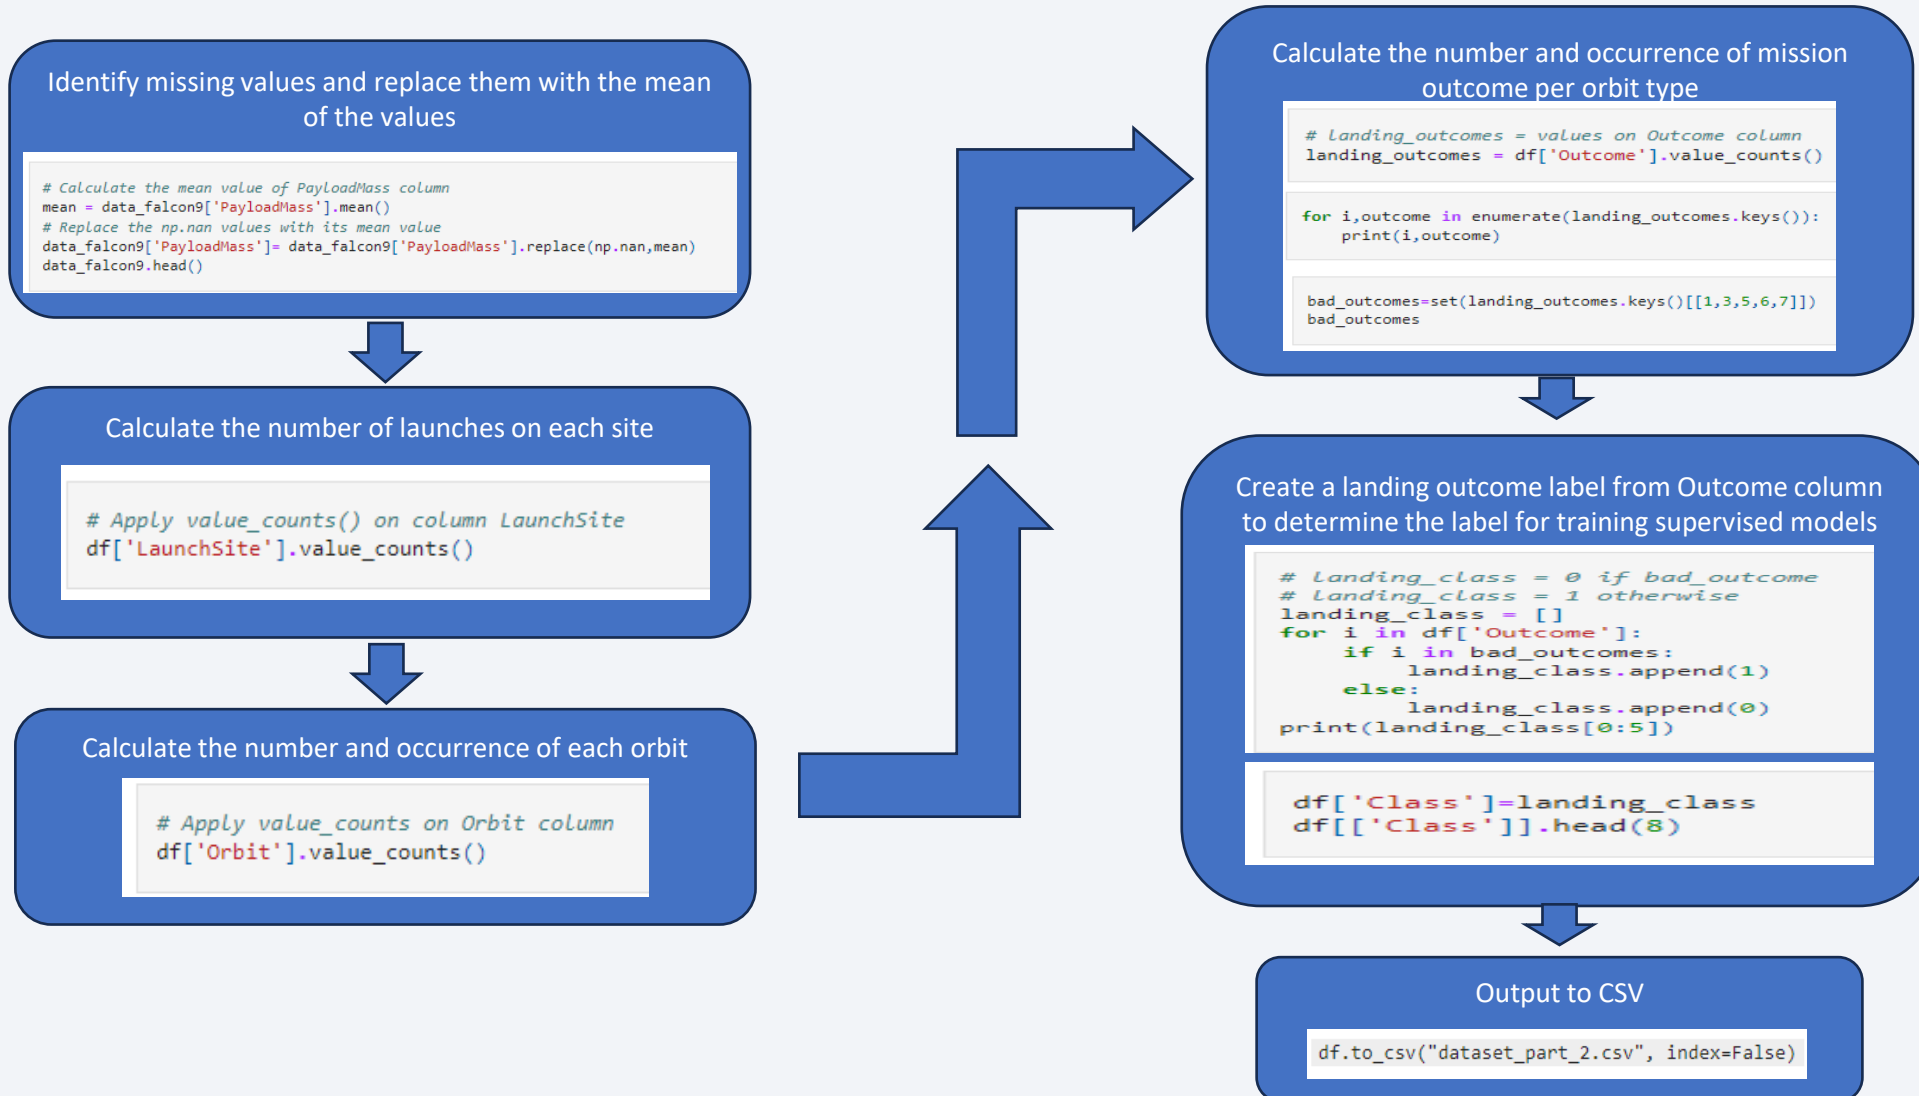 Identify missing values and replace them with the mean
of the values
# Calculate the mean value of PayloadMass column
mean = data_falcon9['PayloadMass'].mean()
# Replace the np.nan values with its mean value
data_falcon9['PayloadMass']= data_falcon9['PayloadMass'].replace(np.nan,mean)
data_falcon9.head()
Calculate the number of launches on each site
# Apply value_counts() on column LaunchSite
df['LaunchSite'].value_counts()
Calculate the number and occurrence of each orbit
# Apply value_counts on Orbit column
df['Orbit'].value_counts()
Calculate the number and occurrence of mission
outcome per orbit type
# landing_outcomes = values on Outcome column
landing_outcomes = df['Outcome'].value_counts()
for i,outcome in enumerate(landing_outcomes.keys()):
    print(i,outcome)
bad_outcomes=set(landing_outcomes.keys()[[1,3,5,6,7]])
bad_outcomes
Create a landing outcome label from Outcome column
to determine the label for training supervised models
# landing_class = 0 if bad_outcome
# landing_class = 1 otherwise
landing_class = []
for i in df['Outcome']:
    if i in bad_outcomes:
        landing_class.append(1)
    else:
        landing_class.append(0)
print(landing_class[0:5])
df['Class']=landing_class
df[['Class']].head(8)
Output to CSV
df.to_csv("dataset_part_2.csv", index=False)